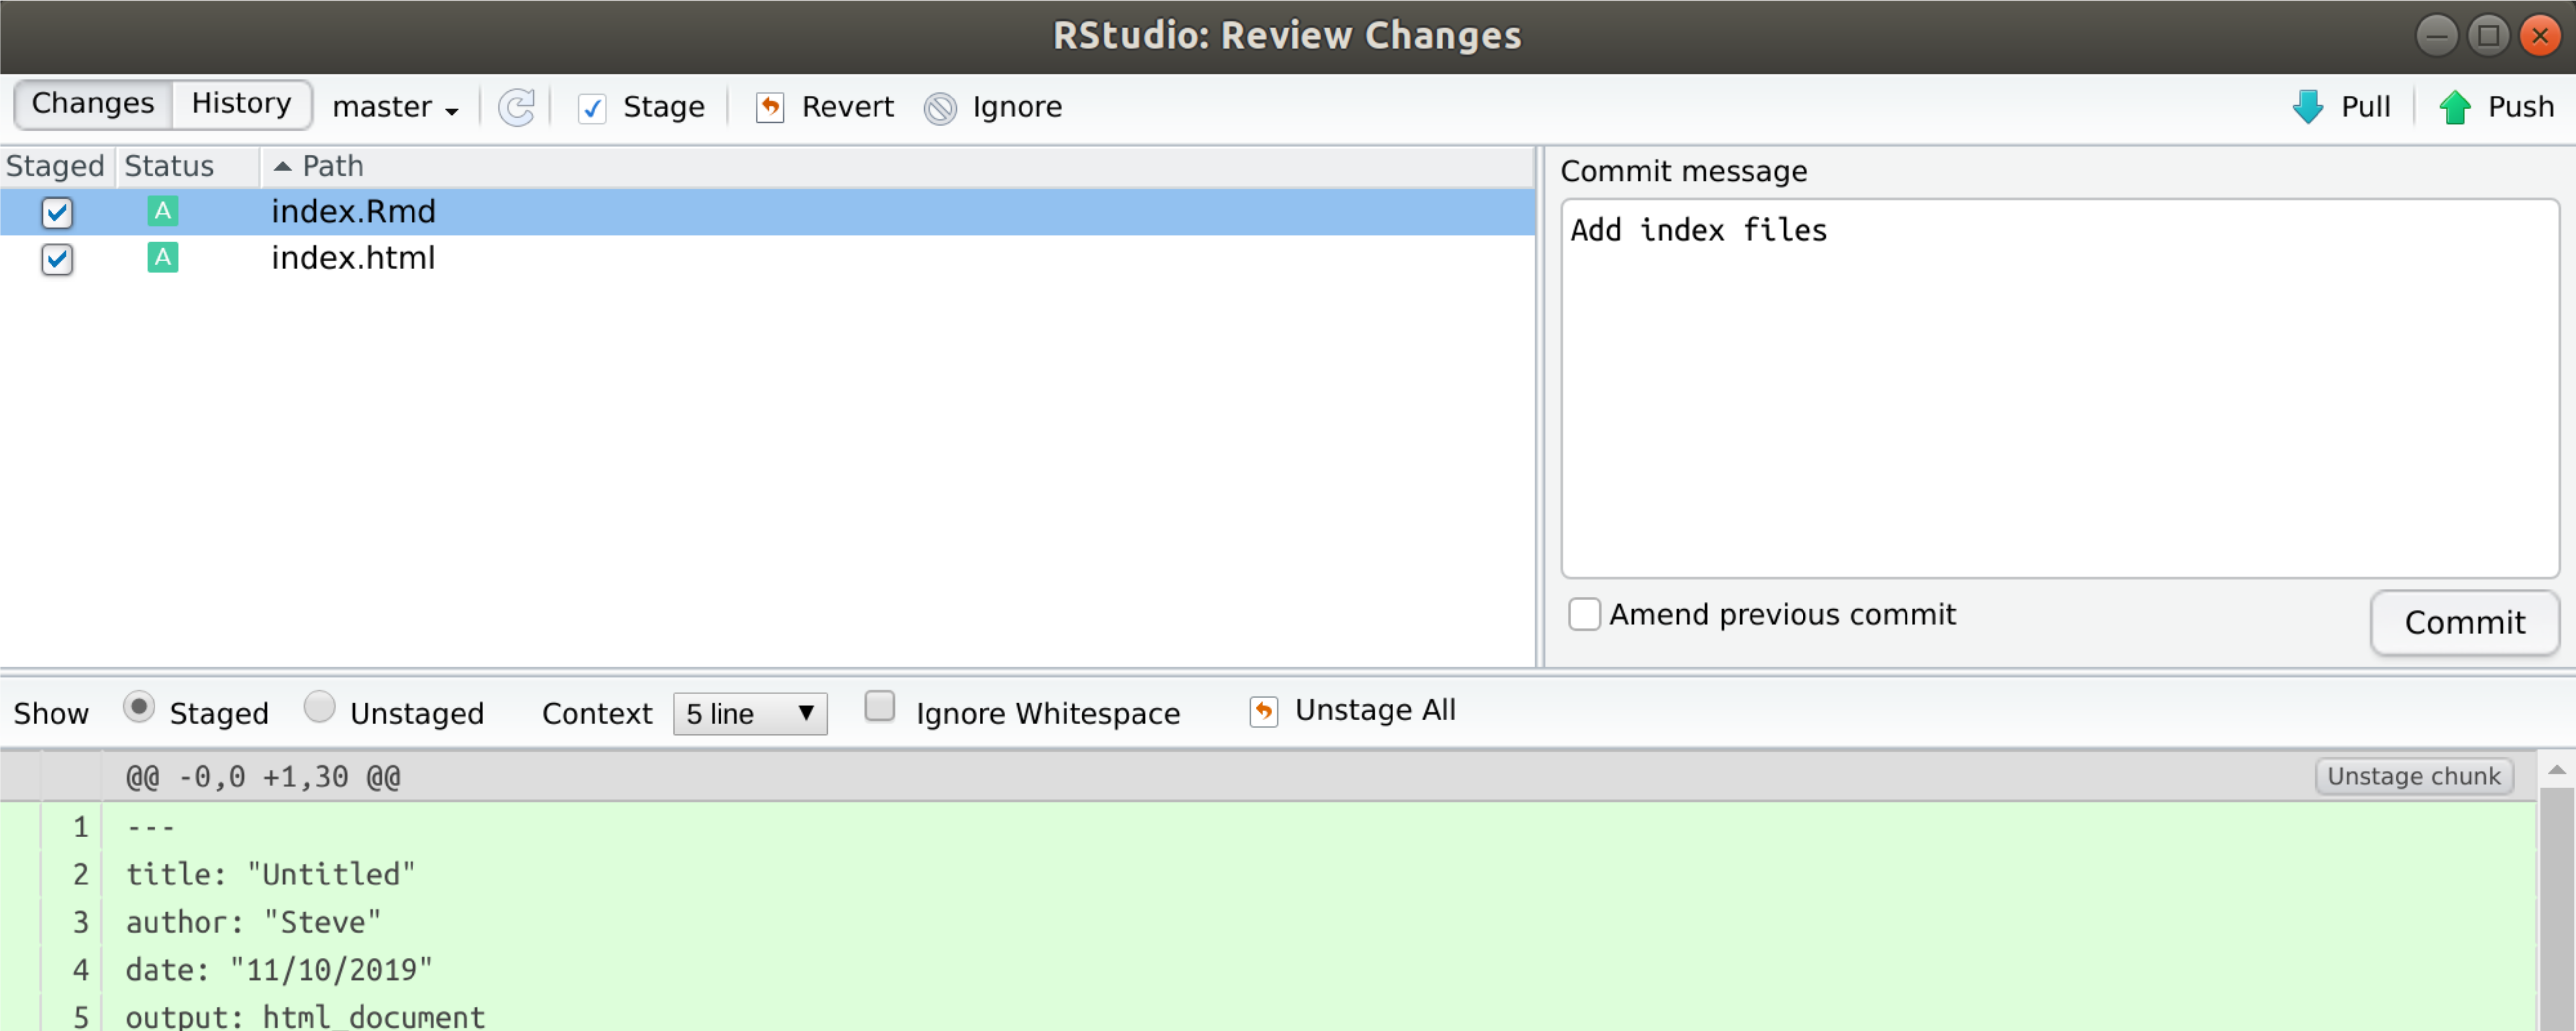 RStudio: Review Changes
Changes History master Stage Revert Ignore Pull Push
Staged Status Path
A index.Rmd
A index.html
Commit message
Add index files
Amend previous commit Commit
Show Staged Unstaged Context 5 line Ignore Whitespace Unstage All
@@ -0,0 +1,30 @@ Unstage chunk
1 ---
2 title: "Untitled"
3 author: "Steve"
4 date: "11/10/2019"
5 output: html_document